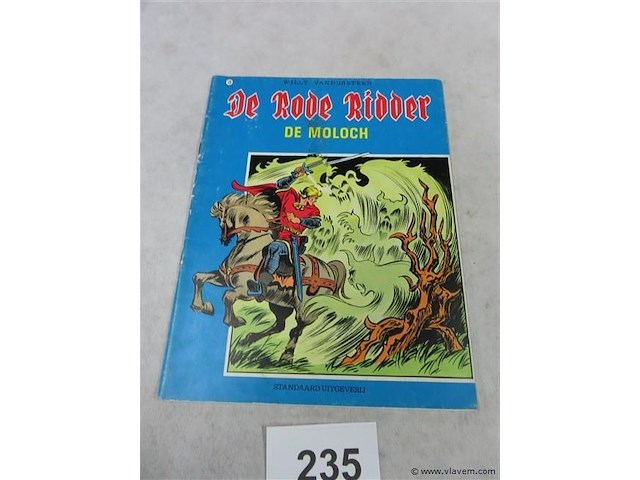 WILLY VANDERSTEEN
De Rode Ridder
DE MOLOCH
STANDAARD UITGEVERIJ
235
© www.vlavem.com